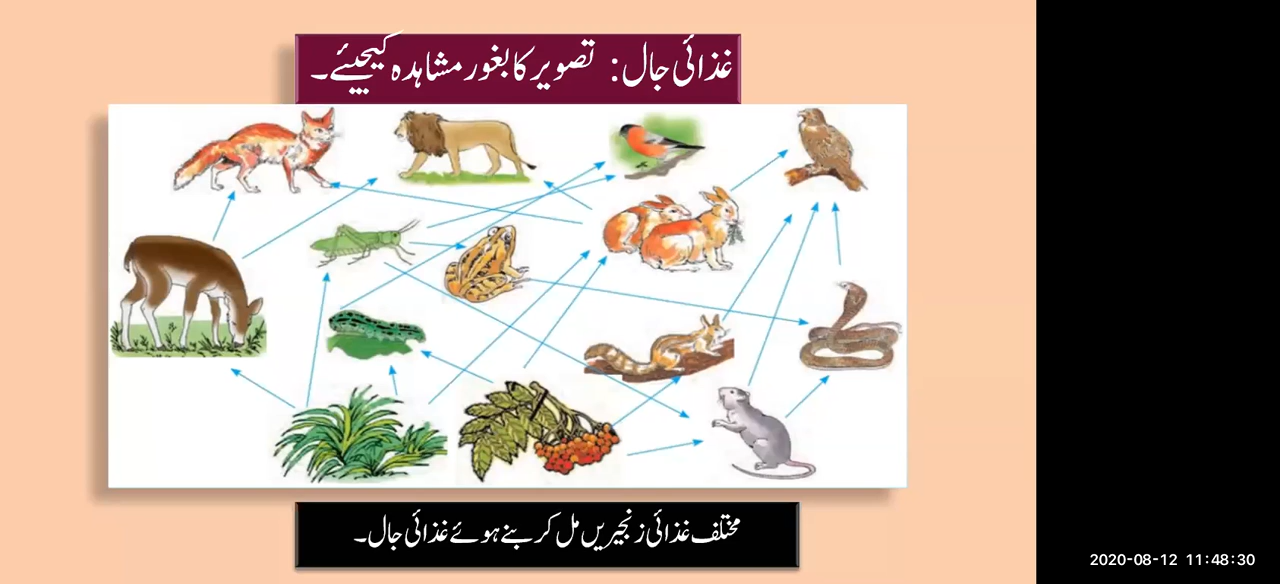 غذائی جال: تصویر کا بغور مشاہدہ کیجیئے۔
مختلف غذائی زنجیریں مل کر بنے ہوئے غذائی جال۔
2020-08-12 11:48:30